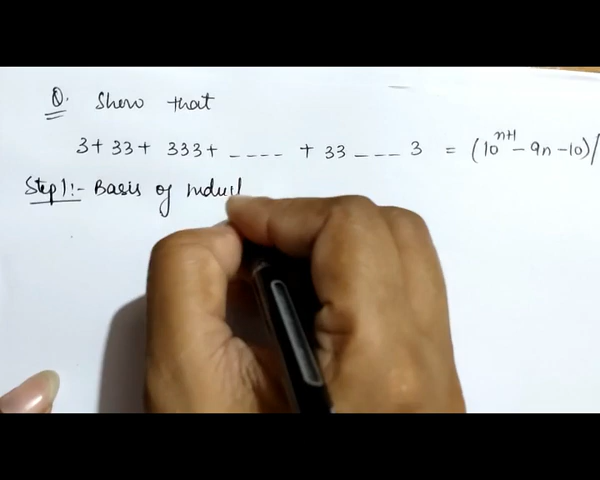 Q. Show that
3+ 33+ 333+ ---- + 33 --- 3 = (10^{n+1} - 9n - 10)/
Step 1:- Basis of